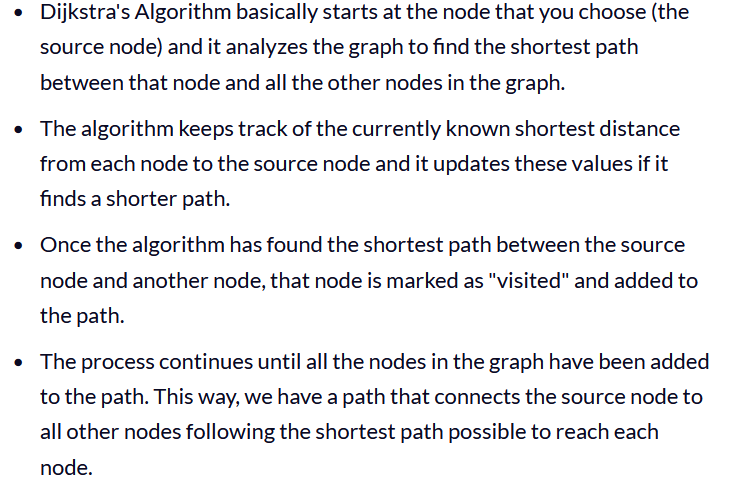 • Dijkstra's Algorithm basically starts at the node that you choose (the
source node) and it analyzes the graph to find the shortest path
between that node and all the other nodes in the graph.
• The algorithm keeps track of the currently known shortest distance
from each node to the source node and it updates these values if it
finds a shorter path.
• Once the algorithm has found the shortest path between the source
node and another node, that node is marked as "visited" and added to
the path.
• The process continues until all the nodes in the graph have been added
to the path. This way, we have a path that connects the source node to
all other nodes following the shortest path possible to reach each
node.